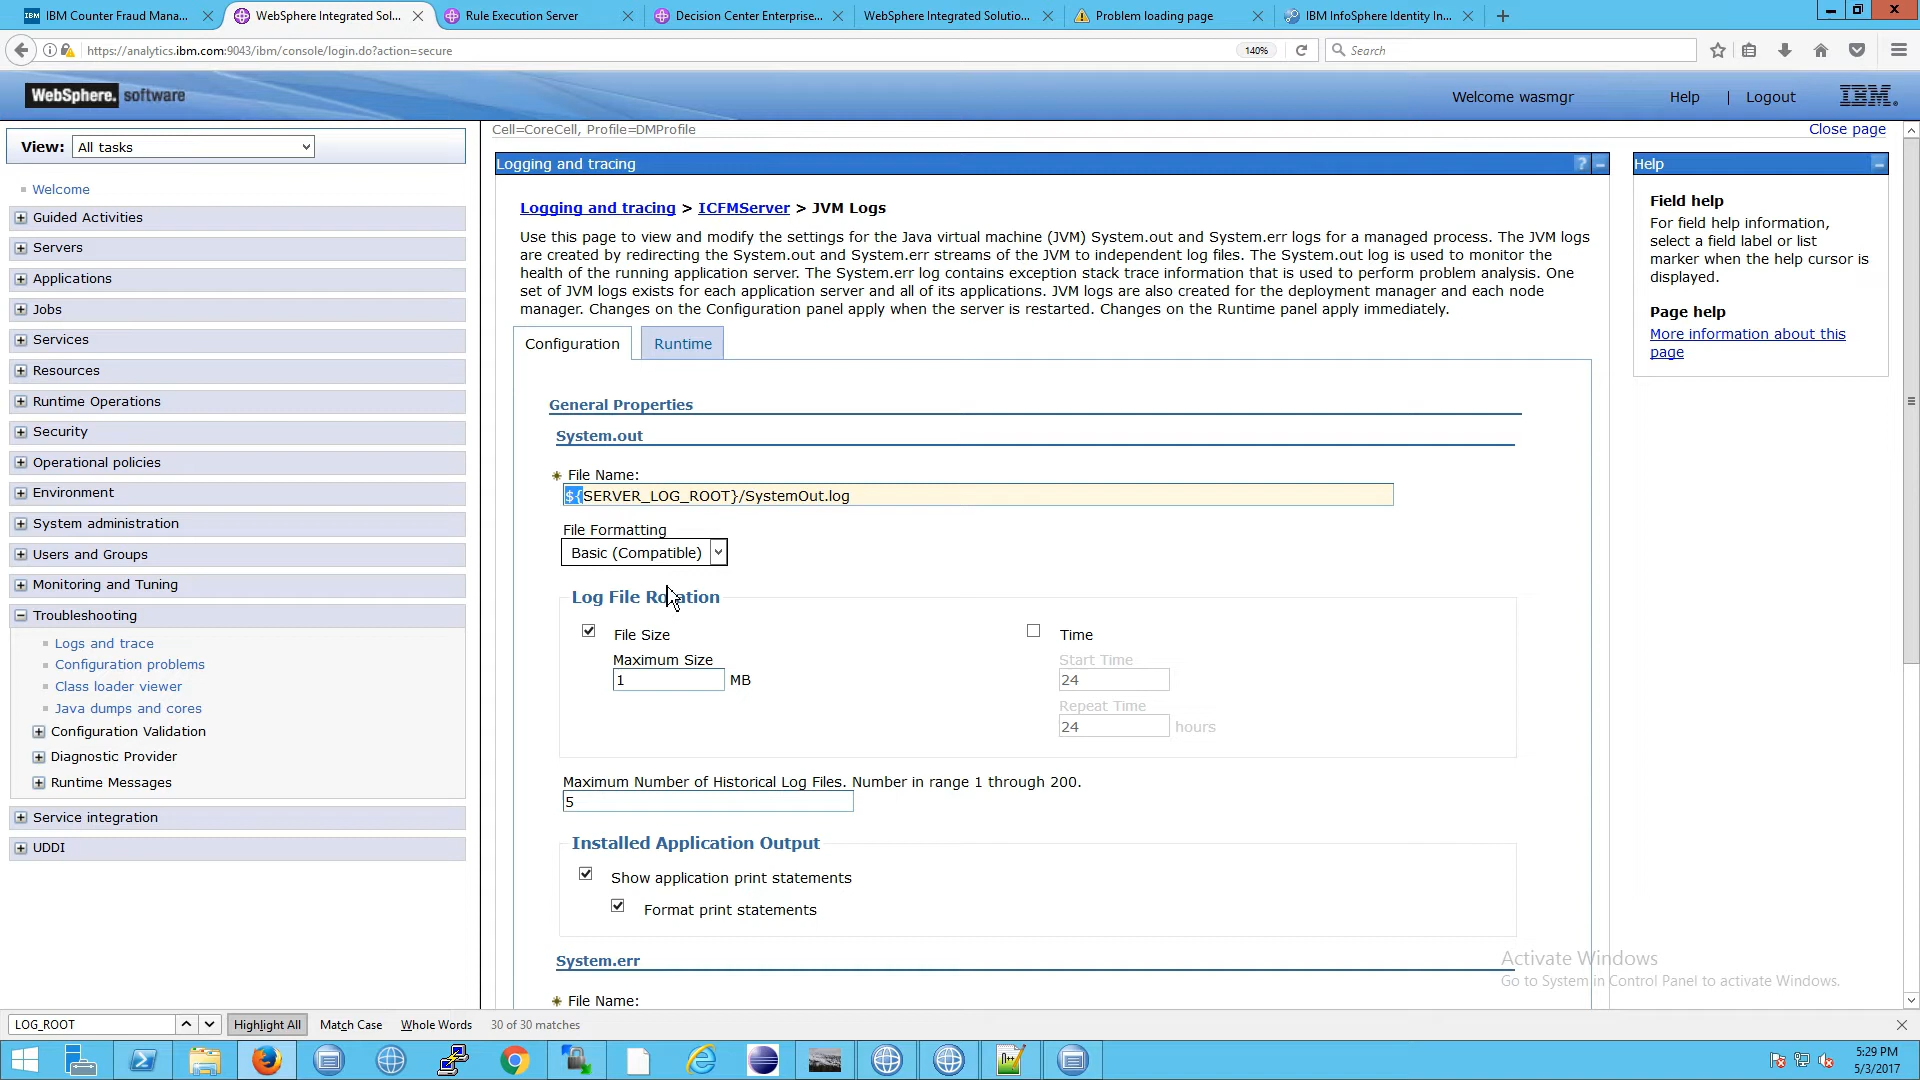 IBM Counter Fraud Mana...
WebSphere Integrated Sol...
Rule Execution Server
Decision Center Enterprise...
WebSphere Integrated Solutio...
Problem loading page
IBM InfoSphere Identity In...
https://analytics.ibm.com:9043/ibm/console/login.do?action=secure
140%
Search
WebSphere. software
Welcome wasmgr
Help
Logout
IBM.
View:
All tasks
Welcome
Guided Activities
Servers
Applications
Jobs
Services
Resources
Runtime Operations
Security
Operational policies
Environment
System administration
Users and Groups
Monitoring and Tuning
Troubleshooting
Logs and trace
Configuration problems
Class loader viewer
Java dumps and cores
Configuration Validation
Diagnostic Provider
Runtime Messages
Service integration
UDDI
Cell=CoreCell, Profile=DMProfile
Close page
Logging and tracing
?
Logging and tracing > ICFMServer > JVM Logs
Use this page to view and modify the settings for the Java virtual machine (JVM) System.out and System.err logs for a managed process. The JVM logs
are created by redirecting the System.out and System.err streams of the JVM to independent log files. The System.out log is used to monitor the
health of the running application server. The System.err log contains exception stack trace information that is used to perform problem analysis. One
set of JVM logs exists for each application server and all of its applications. JVM logs are also created for the deployment manager and each node
manager. Changes on the Configuration panel apply when the server is restarted. Changes on the Runtime panel apply immediately.
Configuration
Runtime
General Properties
System.out
File Name:
${SERVER_LOG_ROOT}/SystemOut.log
File Formatting
Basic (Compatible)
Log File Rotation
File Size
Maximum Size
1 MB
Time
Start Time
24
Repeat Time
24 hours
Maximum Number of Historical Log Files. Number in range 1 through 200.
5
Installed Application Output
Show application print statements
Format print statements
System.err
File Name:
Help
Field help
For field help information,
select a field label or list
marker when the help cursor is
displayed.
Page help
More information about this
page
Activate Windows
Go to System in Control Panel to activate Windows.
LOG_ROOT
Highlight All
Match Case
Whole Words
30 of 30 matches
5:29 PM
5/3/2017